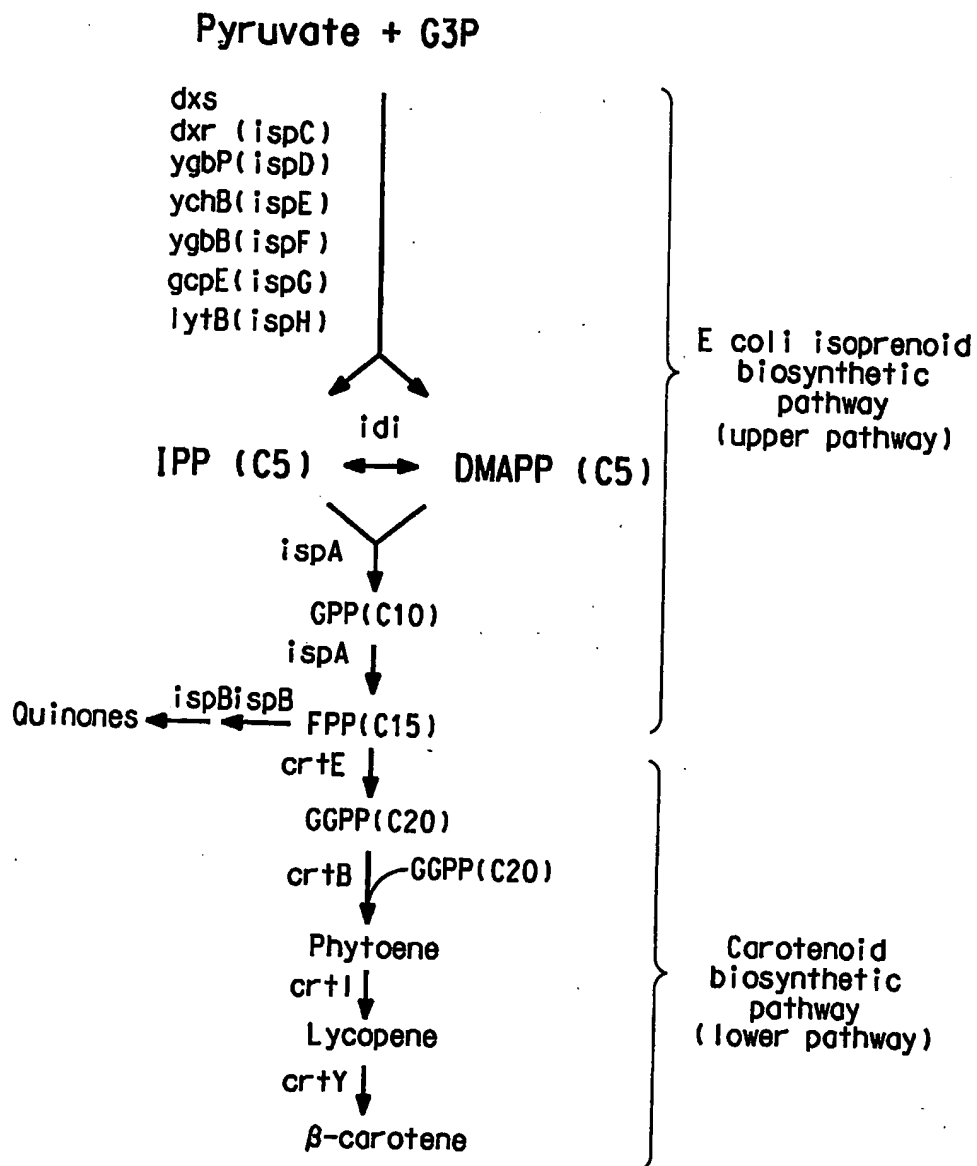 Pyruvate + G3P
dxs
dxr (ispC)
ygbP(ispD)
ychB(ispE)
ygbB(ispF)
gcpE(ispG)
lytB(ispH)
E coli isoprenoid
biosynthetic
pathway
(upper pathway)
idi
IPP (C5)
DMAPP (C5)
ispA
GPP(C10)
ispA
Quinones
ispBispB
FPP(C15)
crtE
GGPP(C20)
crtB
GGPP(C20)
Phytoene
crtI
Lycopene
crtY
β-carotene
Carotenoid
biosynthetic
pathway
(lower pathway)